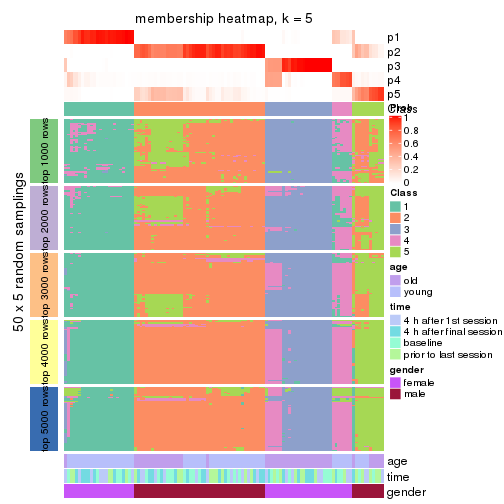 membership heatmap, k = 5
p1
p2
p3
p4
p5
Prob
Class
1
0.8
0.6
0.4
0.2
0
Class
1
2
3
4
5
age
old
young
time
4 h after 1st session
4 h after final session
baseline
prior to last session
gender
female
male
50 x 5 random samplings
top 1000 rows
top 2000 rows
top 3000 rows
top 4000 rows
top 5000 rows
age
time
gender